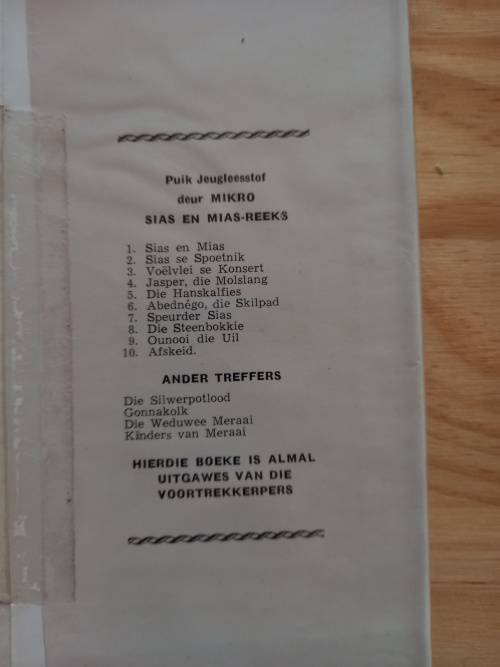 Puik Jeugleesstof
deur MIKRO
SIAS EN MIAS-REEKS
1. Sias en Mias
2. Sias se Spoetnik
3. Voëlvlei se Konsert
4. Jasper, die Molslang
5. Die Hanskalfies
6. Abednégo, die Skilpad
7. Speurder Sias
8. Die Steenbokkie
9. Ounooi die Uil
10. Afskeid.
ANDER TREFFERS
Die Silwerpotlood
Gonnakolk
Die Weduwee Meraai
Kinders van Meraai
HIERDIE BOEKE IS ALMAL
UITGAWES VAN DIE
VOORTREKKERPERS